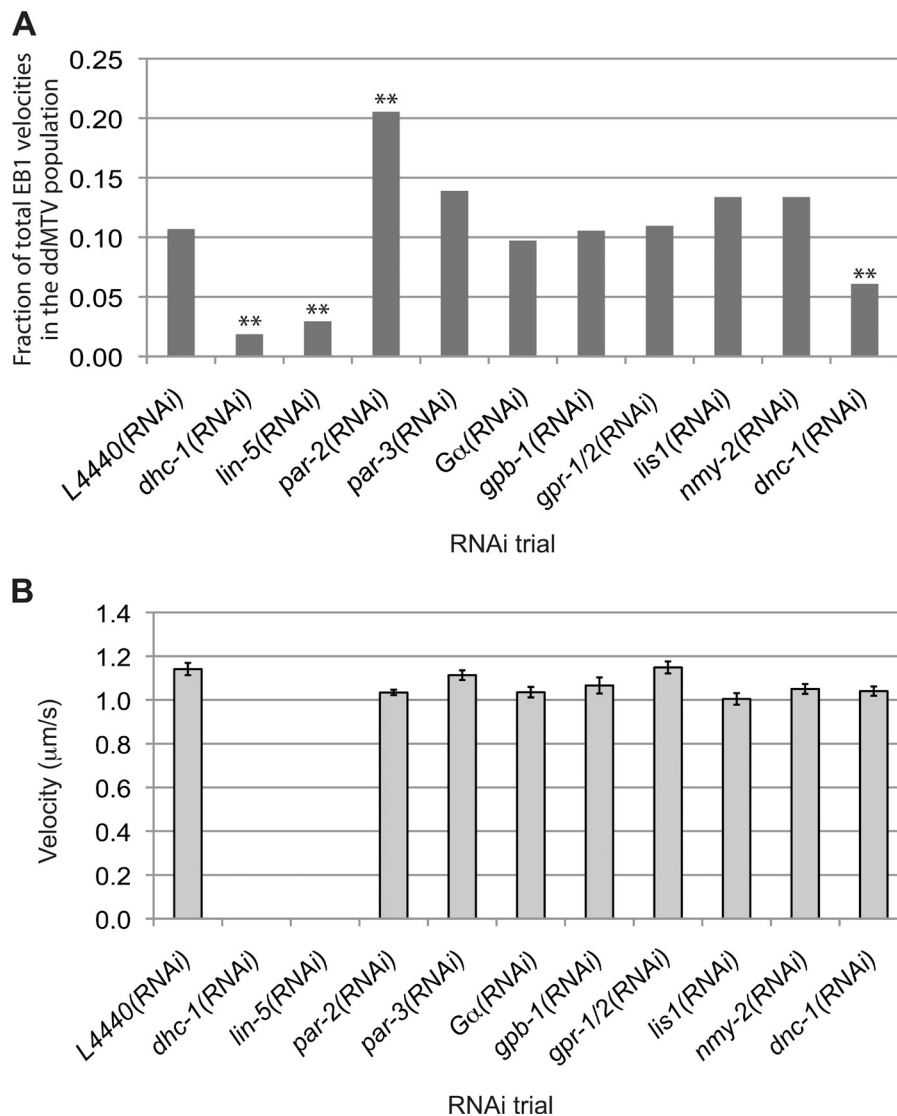 A
Fraction of total EB1 velocities
in the ddMTV population
0.25
0.20
0.15
0.10
0.05
0.00
**
**
**
**
L4440(RNAi)
dhc-1(RNAi)
lin-5(RNAi)
par-2(RNAi)
par-3(RNAi)
Gα(RNAi)
gpb-1(RNAi)
gpr-1/2(RNAi)
lis1(RNAi)
nmy-2(RNAi)
dnc-1(RNAi)
RNAi trial
B
Velocity (μm/s)
1.4
1.2
1.0
0.8
0.6
0.4
0.2
0.0
L4440(RNAi)
dhc-1(RNAi)
lin-5(RNAi)
par-2(RNAi)
par-3(RNAi)
Gα(RNAi)
gpb-1(RNAi)
gpr-1/2(RNAi)
lis1(RNAi)
nmy-2(RNAi)
dnc-1(RNAi)
RNAi trial